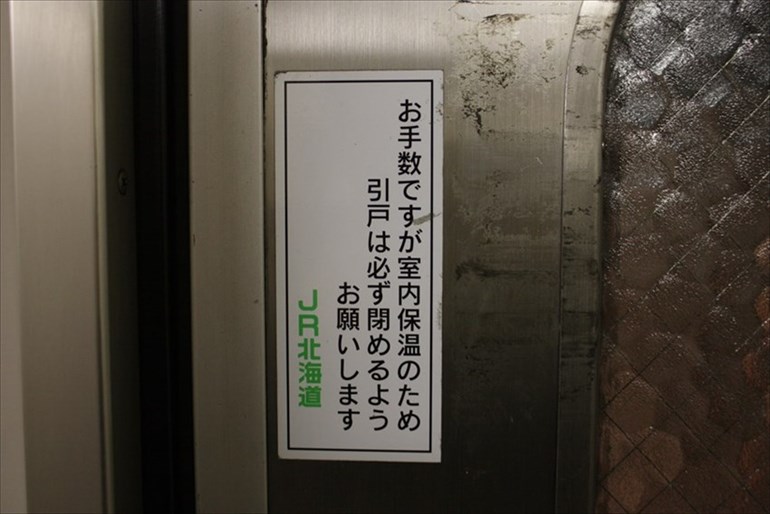 お手数ですが室内保温のため
引戸は必ず閉めるよう
お願いします
JR北海道